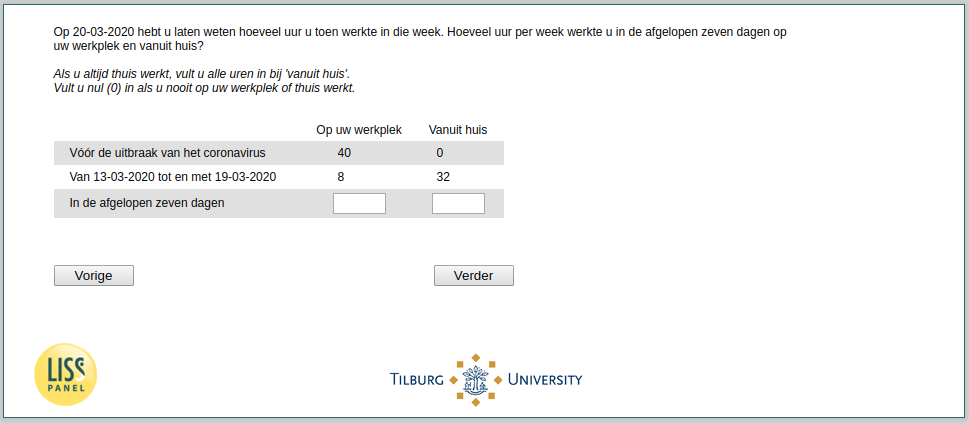 Op 20-03-2020 hebt u laten weten hoeveel uur u toen werkte in die week. Hoeveel uur per week werkte u in de afgelopen zeven dagen op
uw werkplek en vanuit huis?
Als u altijd thuis werkt, vult u alle uren in bij 'vanuit huis'.
Vult u nul (0) in als u nooit op uw werkplek of thuis werkt.
Op uw werkplek Vanuit huis
Vóór de uitbraak van het coronavirus 40 0
Van 13-03-2020 tot en met 19-03-2020 8 32
In de afgelopen zeven dagen
Vorige Verder
LISS
PANEL
TILBURG UNIVERSITY